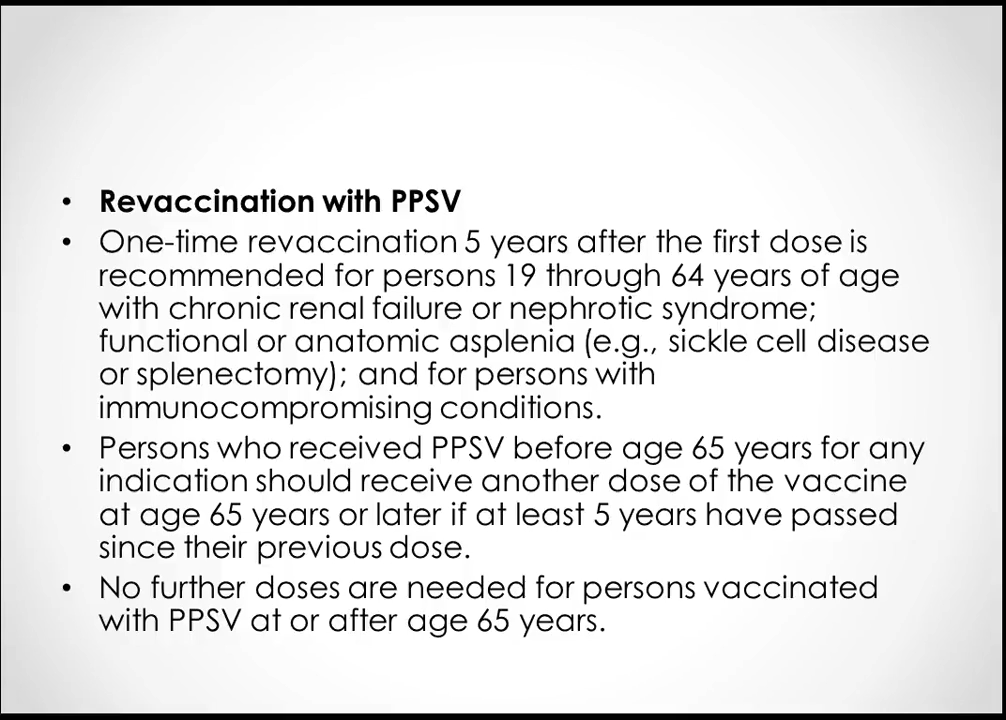 • Revaccination with PPSV
• One-time revaccination 5 years after the first dose is
recommended for persons 19 through 64 years of age
with chronic renal failure or nephrotic syndrome;
functional or anatomic asplenia (e.g., sickle cell disease
or splenectomy); and for persons with
immunocompromising conditions.
• Persons who received PPSV before age 65 years for any
indication should receive another dose of the vaccine
at age 65 years or later if at least 5 years have passed
since their previous dose.
• No further doses are needed for persons vaccinated
with PPSV at or after age 65 years.